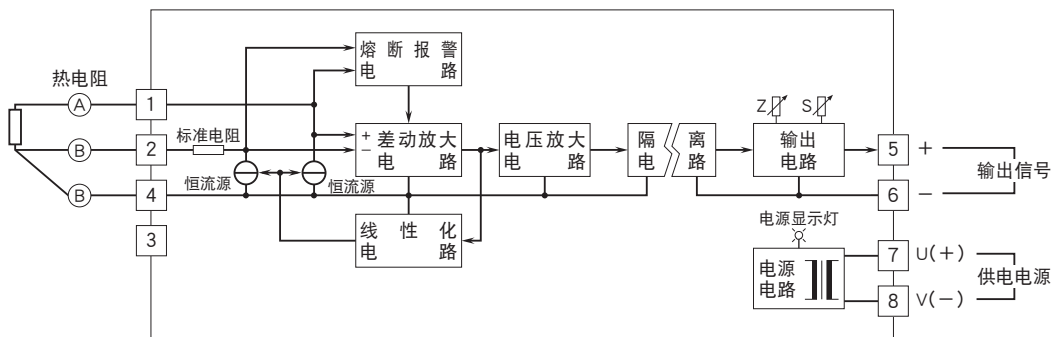 熔断报警
电路
热电阻
A
1
Z
S
B
2
标准电阻
+
−
差动放大
电路
电压放大
电路
隔离
电路
输出
电路
5
+
输出信号
B
4
恒流源
恒流源
6
−
3
线性化
电路
电源显示灯
7
U(+)
电源
电路
供电电源
8
V(−)